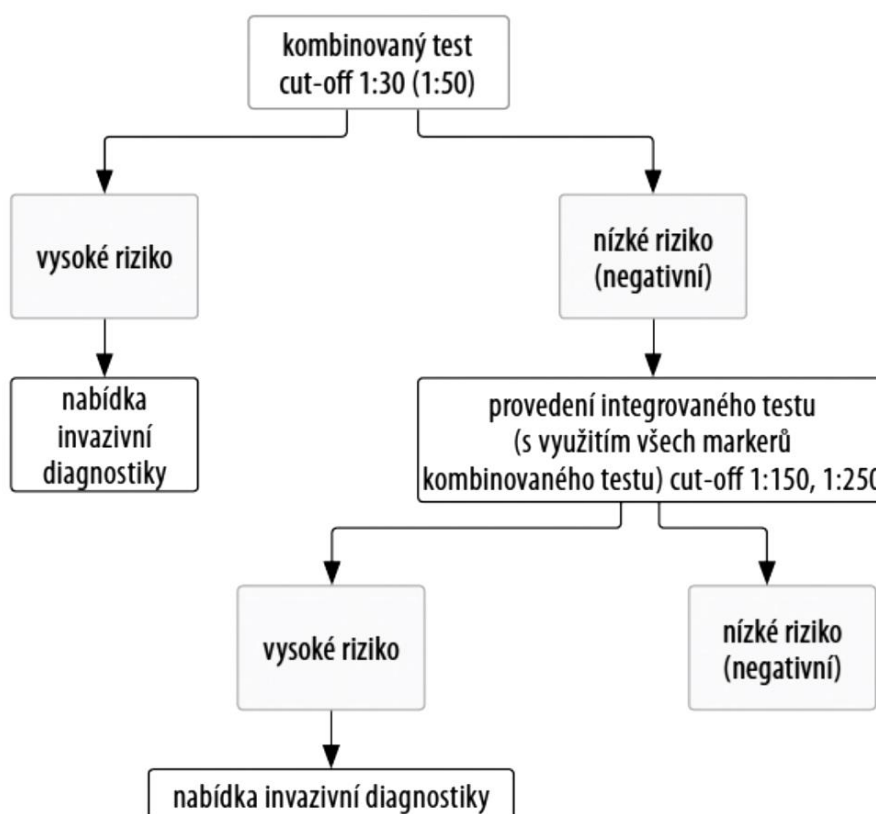 kombinovaný test
cut-off 1:30 (1:50)
vysoké riziko
nízké riziko
(negativní)
nabídka
invazivní
diagnostiky
provedení integrovaného testu
(s využitím všech markerů
kombinovaného testu) cut-off 1:150, 1:250
vysoké riziko
nízké riziko
(negativní)
nabídka invazivní diagnostiky